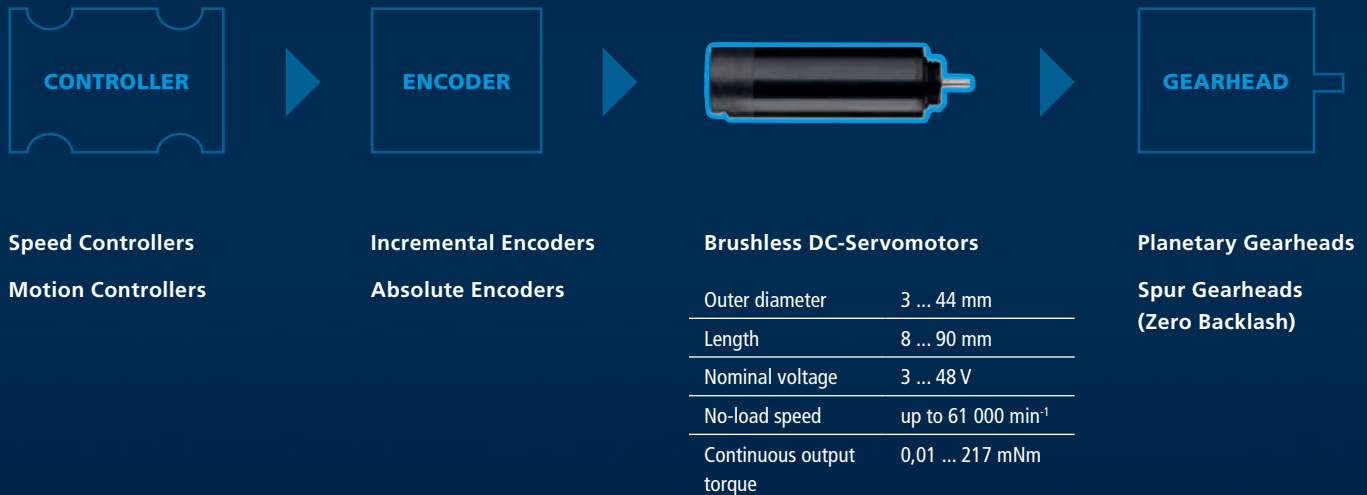 CONTROLLER
ENCODER
GEARHEAD
Speed Controllers
Motion Controllers
Incremental Encoders
Absolute Encoders
Brushless DC-Servomotors
Outer diameter 3 ... 44 mm
Length 8 ... 90 mm
Nominal voltage 3 ... 48 V
No-load speed up to 61 000 min⁻¹
Continuous output 0,01 ... 217 mNm
torque
Planetary Gearheads
Spur Gearheads
(Zero Backlash)